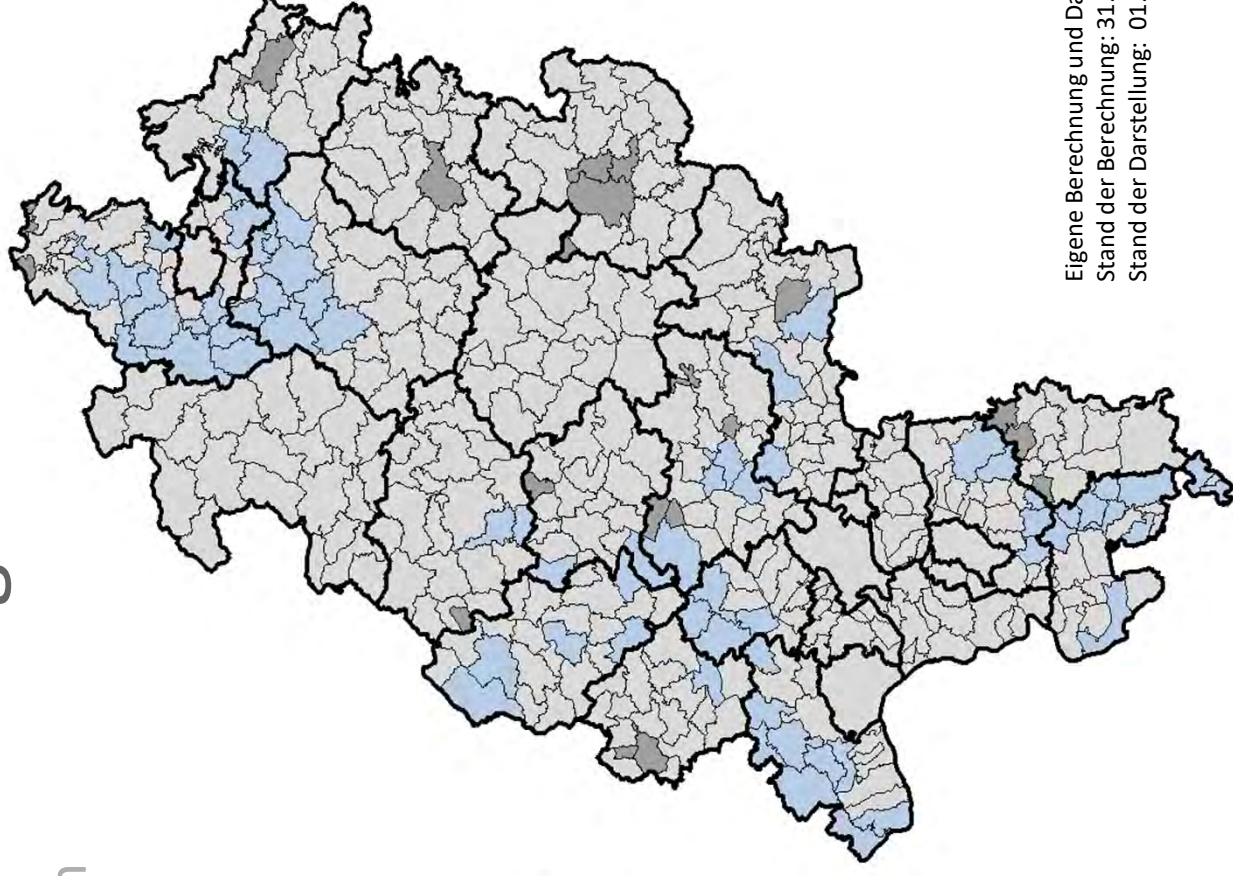 Eigene Berechnung und Da
Stand der Berechnung: 31.
Stand der Darstellung: 01.